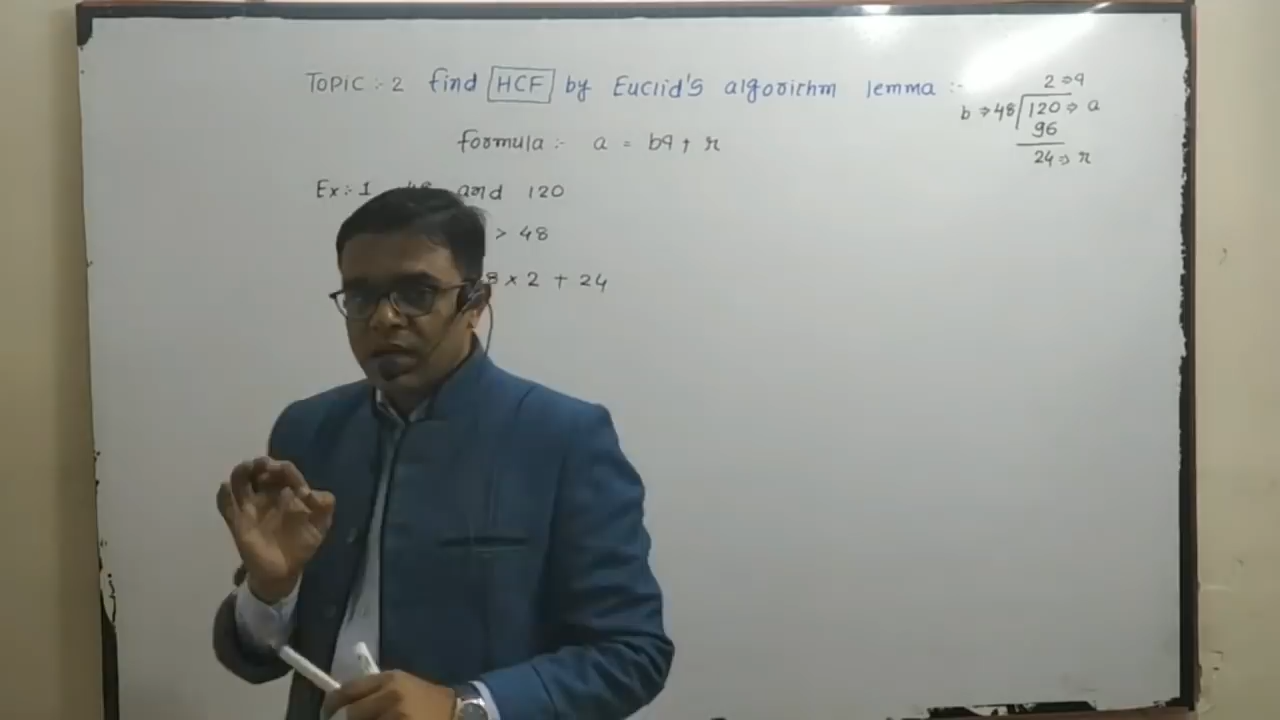 TOPIC :- 2 find HCF by Euclid's algorithm lemma :-
formula :- a = bq + r
Ex :- 1 and 120
> 48
8 × 2 + 24
2 ⇒ q
b ⇒ 48 120 ⇒ a
96
24 ⇒ r